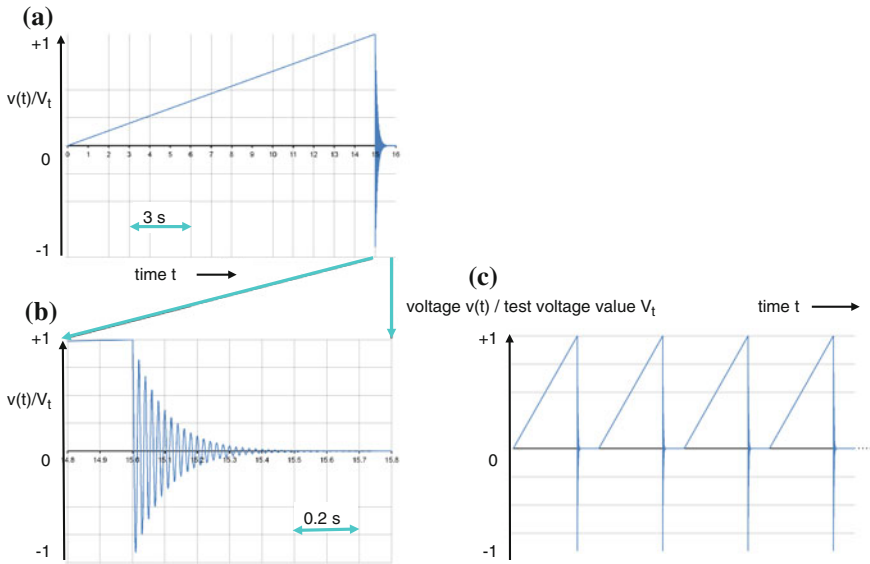 (a)
+1
v(t)/Vt
0
0 1 2 3 4 5 6 7 8 9 10 11 12 13 14 15 16
3 s
-1
time t
(b)
+1
v(t)/Vt
0
14.8 14.9 15.0 15.1 15.2 15.3 15.4 15.5 15.6 15.7 15.8
0.2 s
-1
(c)
voltage v(t) / test voltage value Vt time t
+1
0
-1